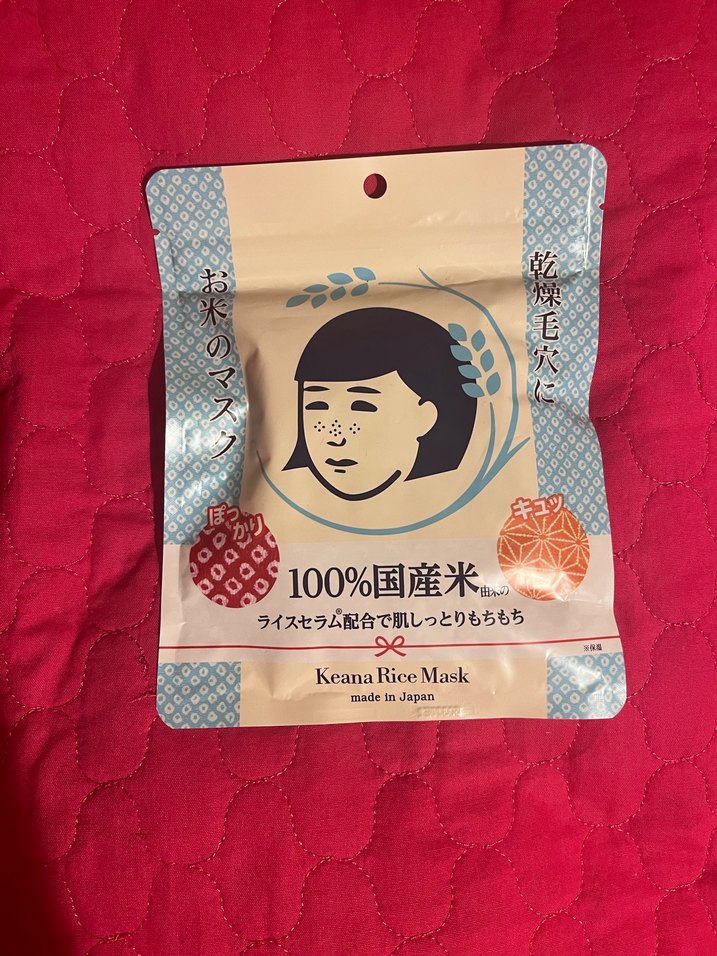 乾燥毛穴に
お米のマスク
ぽっかり
キュッ
100%国産米由来の
ライスセラム®配合で肌しっとりもちもち
※保湿
Keana Rice Mask
made in Japan